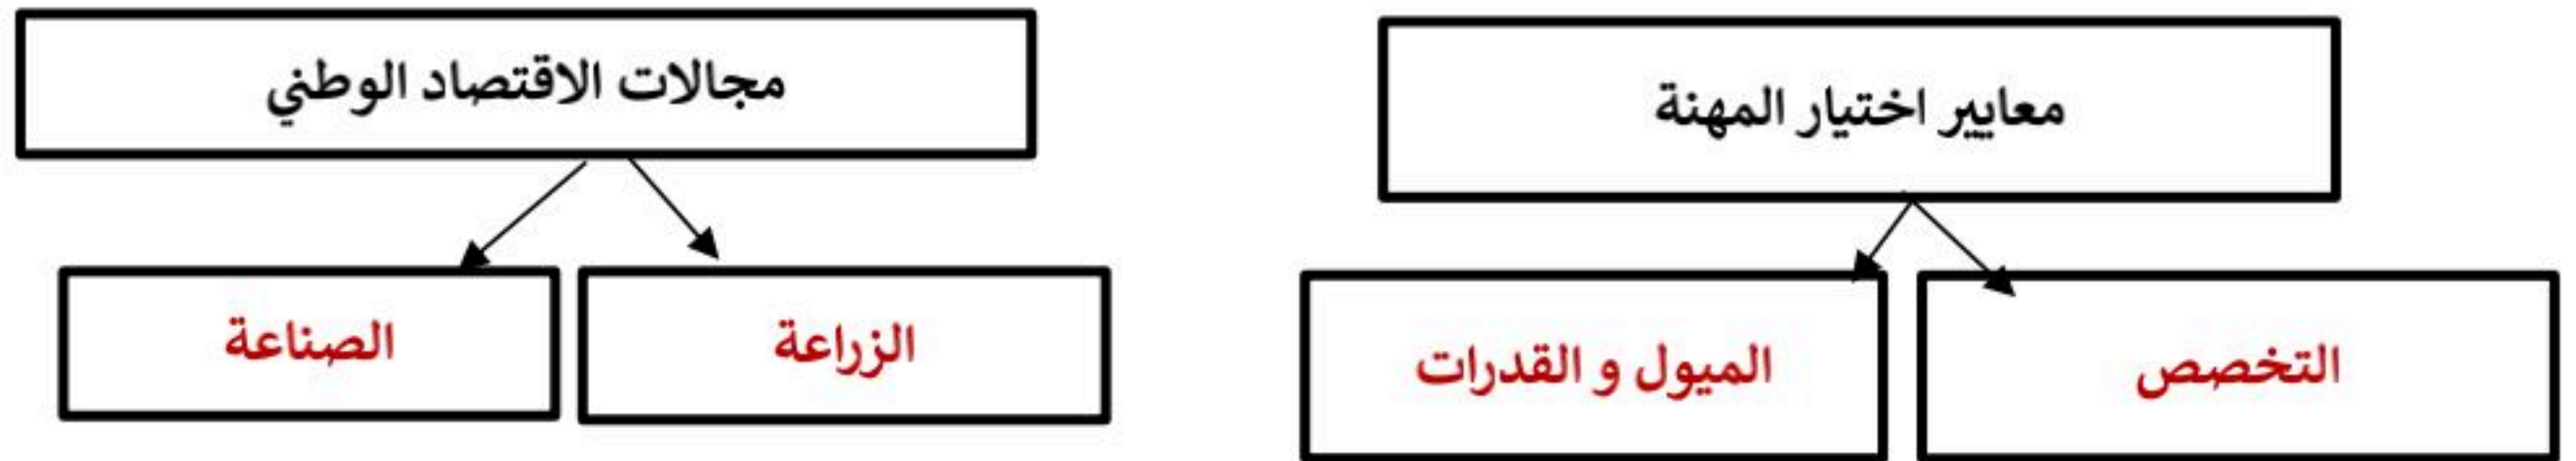 معايير اختيار المهنة
التخصص
الميول و القدرات
مجالات الاقتصاد الوطني
الزراعة
الصناعة